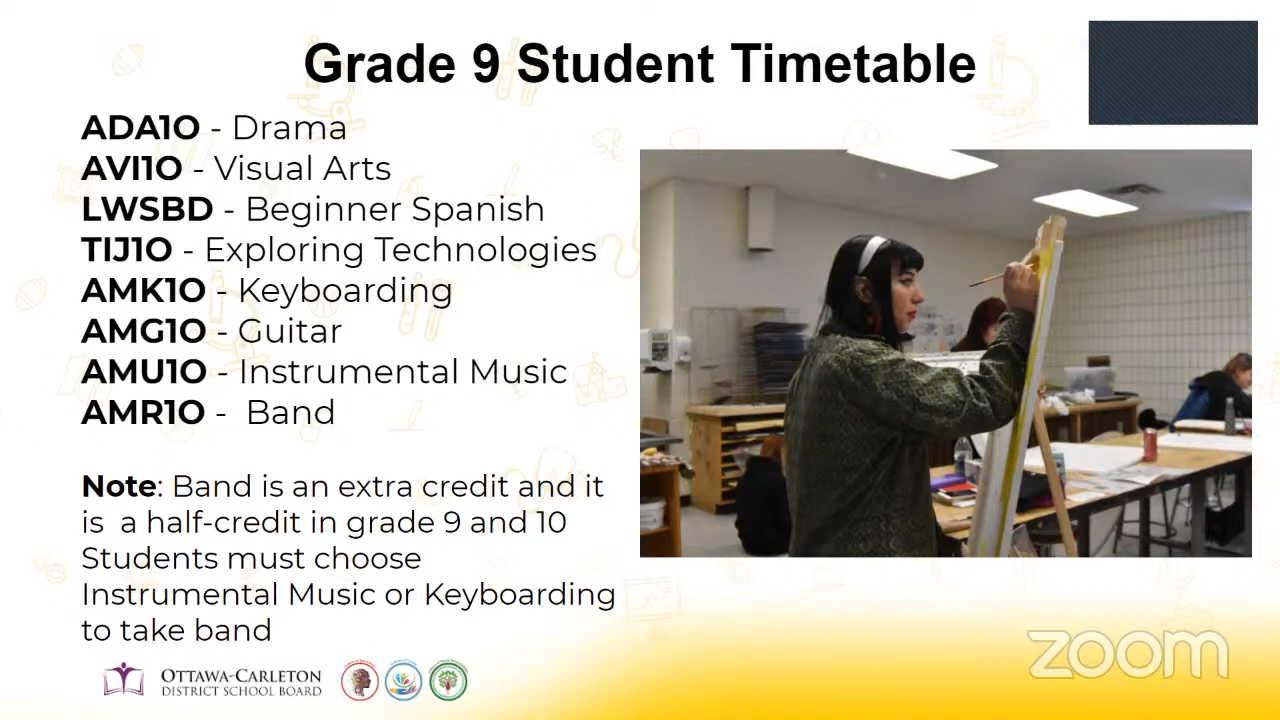 Grade 9 Student Timetable
ADA1O - Drama
AVI1O - Visual Arts
LWSBD - Beginner Spanish
TIJ1O - Exploring Technologies
AMK1O - Keyboarding
AMG1O - Guitar
AMU1O - Instrumental Music
AMR1O - Band
Note: Band is an extra credit and it
is a half-credit in grade 9 and 10
Students must choose
Instrumental Music or Keyboarding
to take band
OTTAWA-CARLETON
DISTRICT SCHOOL BOARD
zoom